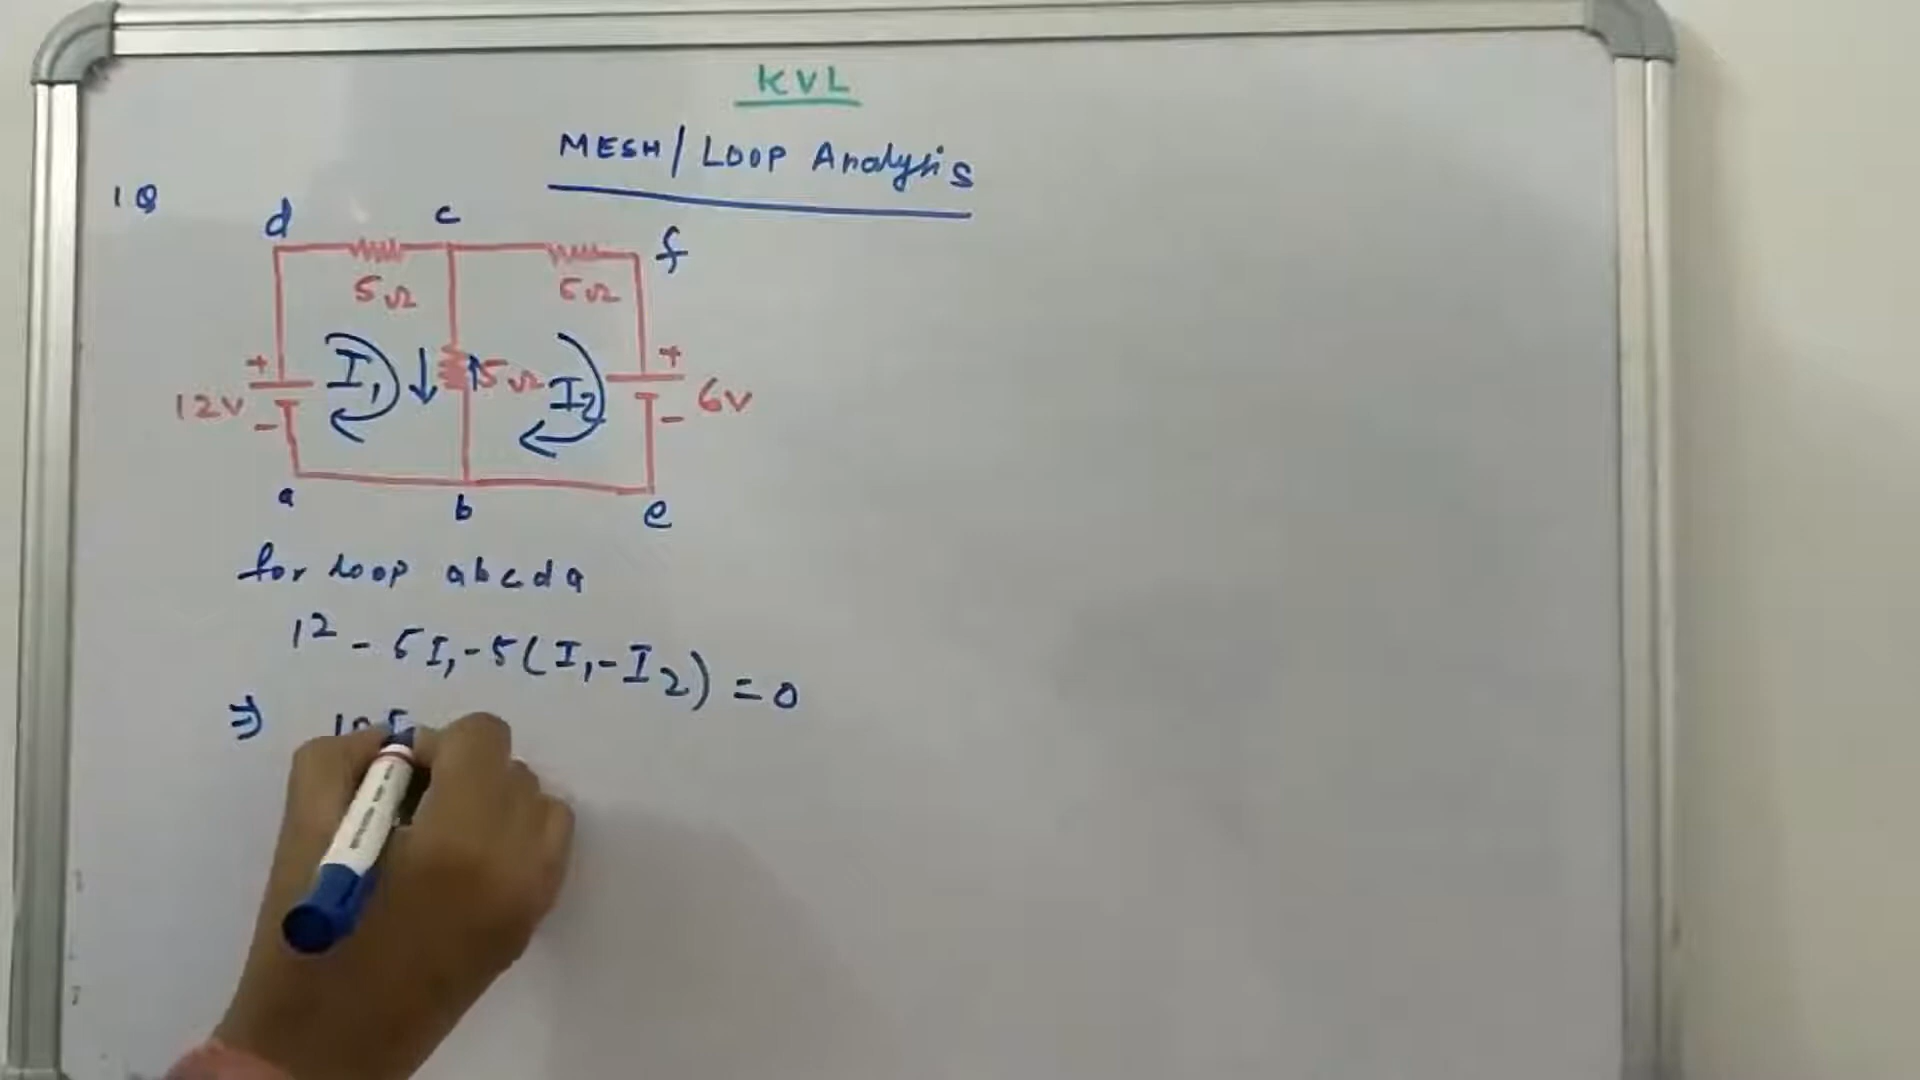 KVL
MESH/LOOP Analysis
1Q
d c f
5Ω 5Ω
+ I₁ 5Ω I₂ +
12V 6V
- -
a b e
for loop abcda
12 - 5I₁ - 5(I₁ - I₂) = 0
⇒ 10I